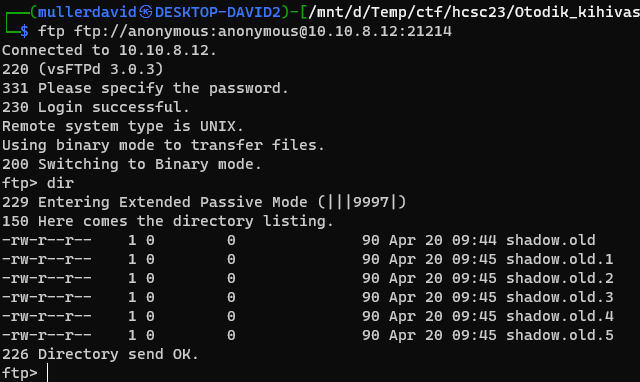 ┌──(mullerdavid㉿DESKTOP-DAVID2)-[/mnt/d/Temp/ctf/hcsc23/Otodik_kihivas
└─$ ftp ftp://anonymous:anonymous@10.10.8.12:21214
Connected to 10.10.8.12.
220 (vsFTPd 3.0.3)
331 Please specify the password.
230 Login successful.
Remote system type is UNIX.
Using binary mode to transfer files.
200 Switching to Binary mode.
ftp> dir
229 Entering Extended Passive Mode (|||9997|)
150 Here comes the directory listing.
-rw-r--r--    1 0        0              90 Apr 20 09:44 shadow.old
-rw-r--r--    1 0        0              90 Apr 20 09:45 shadow.old.1
-rw-r--r--    1 0        0              90 Apr 20 09:45 shadow.old.2
-rw-r--r--    1 0        0              90 Apr 20 09:45 shadow.old.3
-rw-r--r--    1 0        0              90 Apr 20 09:45 shadow.old.4
-rw-r--r--    1 0        0              90 Apr 20 09:45 shadow.old.5
226 Directory send OK.
ftp>